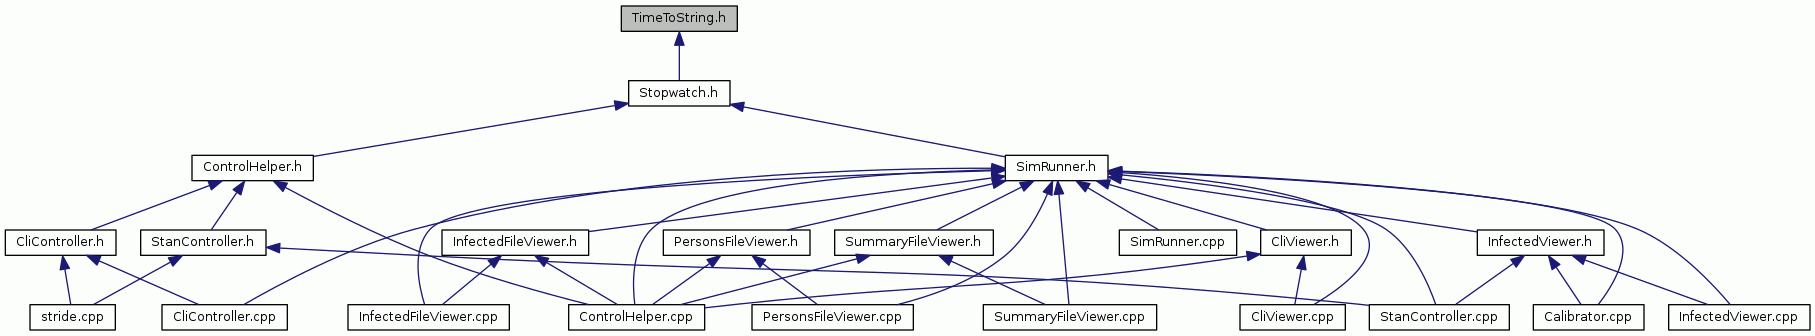 TimeToString.h
Stopwatch.h
ControlHelper.h
SimRunner.h
CliController.h
StanController.h
InfectedFileViewer.h
PersonsFileViewer.h
SummaryFileViewer.h
SimRunner.cpp
CliViewer.h
InfectedViewer.h
stride.cpp
CliController.cpp
InfectedFileViewer.cpp
ControlHelper.cpp
PersonsFileViewer.cpp
SummaryFileViewer.cpp
CliViewer.cpp
StanController.cpp
Calibrator.cpp
InfectedViewer.cpp